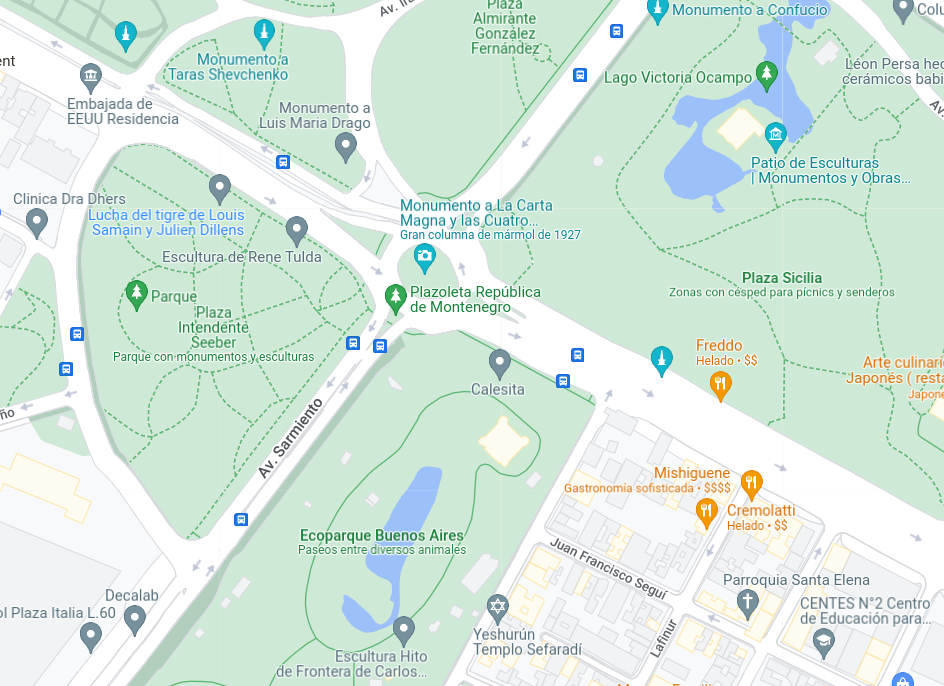 Av. Ira
Plaza
Almirante
González
Fernández
Monumento a Confucio
Colu
ent
Monumento a
Taras Shevchenko
Embajada de
EEUU Residencia
Monumento a
Luis Maria Drago
Lago Victoria Ocampo
Léon Persa hec
cerámicos babi
Av.
Patio de Esculturas
| Monumentos y Obras...
Clinica Dra Dhers
Lucha del tigre de Louis
Samain y Julien Dillens
Escultura de Rene Tulda
Monumento a La Carta
Magna y las Cuatro...
Gran columna de mármol de 1927
Plazoleta República
de Montenegro
Plaza Sicilia
Zonas con césped para picnics y senderos
Parque
Plaza
Intendente
Seeber
Parque con monumentos y esculturas
Freddo
Helado • $$
Calesita
Arte culinari
Japonés ( resta
Japone
ño
Av. Sarmiento
Mishiguene
Gastronomía sofisticada • $$$$
Cremolatti
Helado • $$
Ecoparque Buenos Aires
Paseos entre diversos animales
Juan Francisco Seguí
Parroquia Santa Elena
Decalab
ol Plaza Italia L.60
CENTES N°2 Centro
de Educación para...
Yeshurún
Templo Sefaradí
Lafinur
Escultura Hito
de Frontera de Carlos...